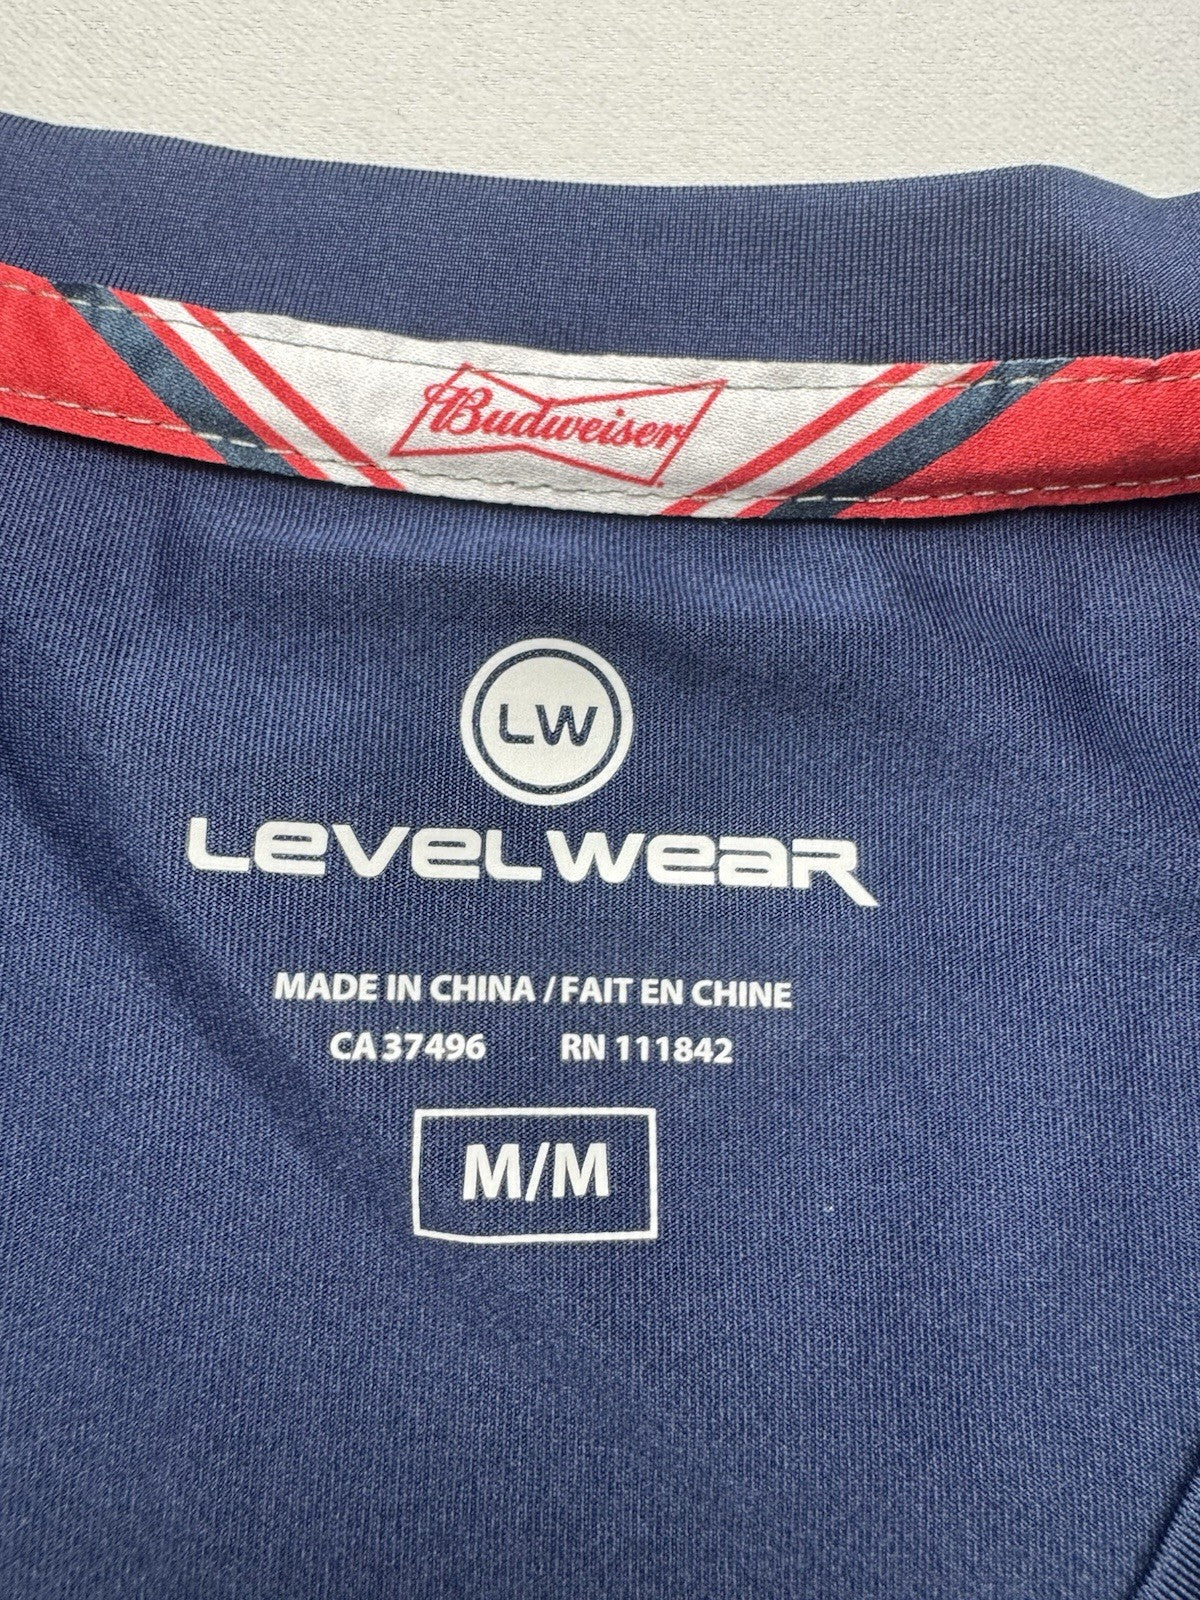 Budweiser
LW
LEVELWEAR
MADE IN CHINA / FAIT EN CHINE
CA 37496 RN 111842
M/M